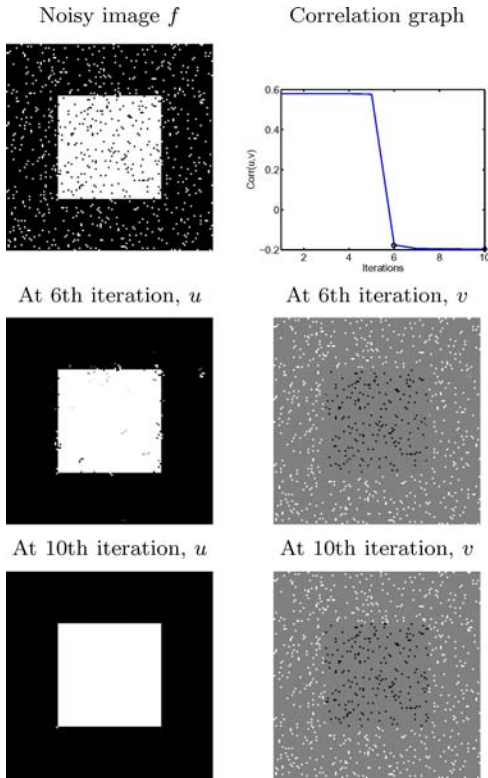 Noisy image f
Correlation graph
0.6
0.4
0.2
0
−0.2
Corr(u,v)
2 4 6 8 10
Iterations
At 6th iteration, u
At 6th iteration, v
At 10th iteration, u
At 10th iteration, v